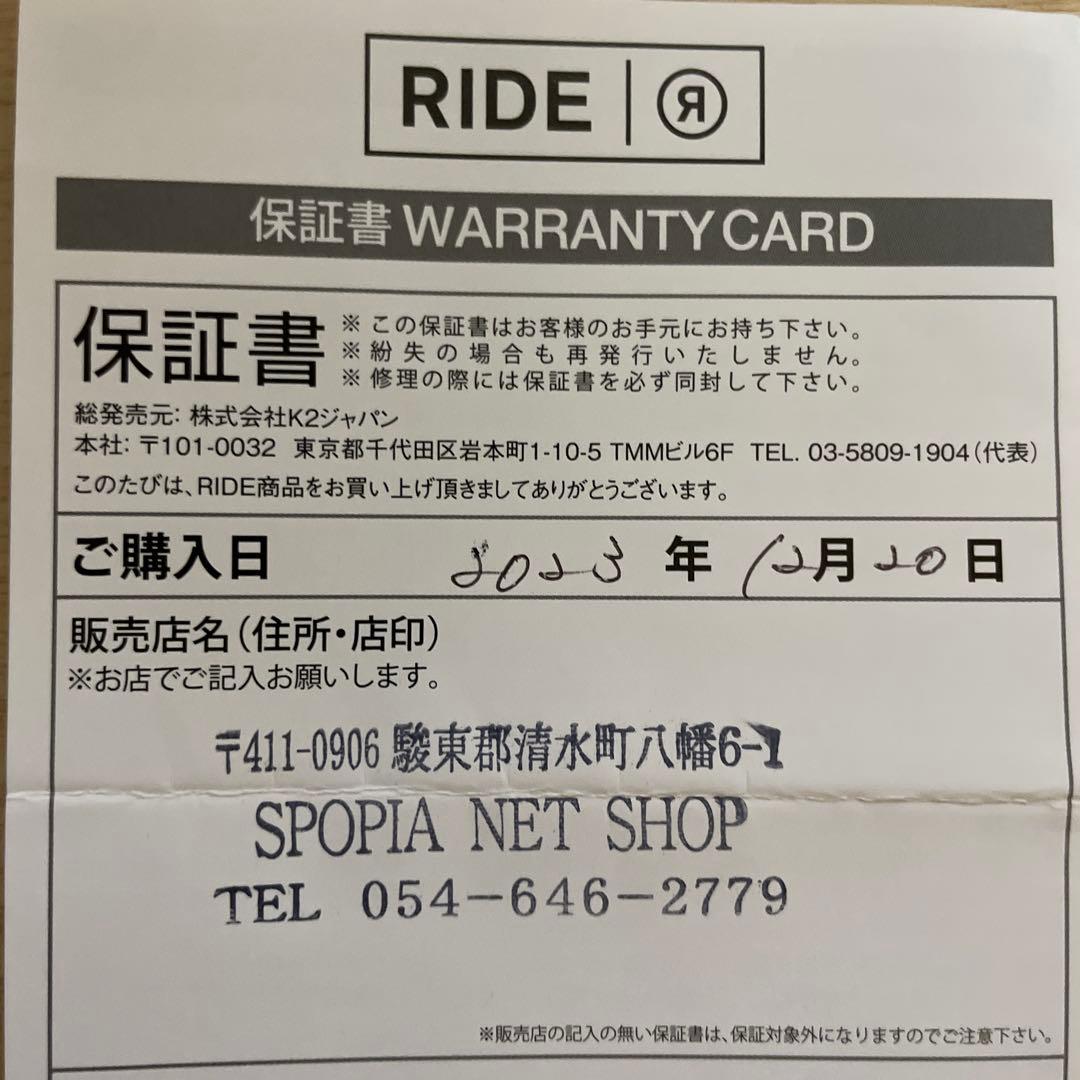 RIDE Я
保証書 WARRANTY CARD
保証書
※ この保証書はお客様のお手元にお持ち下さい。
※ 紛失の場合も再発行いたしません。
※ 修理の際には保証書を必ず同封して下さい。
総発売元: 株式会社K2ジャパン
本社: 〒101-0032 東京都千代田区岩本町1-10-5 TMMビル6F TEL. 03-5809-1904(代表)
このたびは、RIDE商品をお買い上げ頂きましてありがとうございます。
ご購入日 2023 年 12月 20 日
販売店名(住所・店印)
※お店でご記入お願いします。
〒411-0906 駿東郡清水町八幡6-1
SPOPIA NET SHOP
TEL 054-646-2779
※販売店の記入の無い保証書は、保証対象外になりますのでご注意下さい。